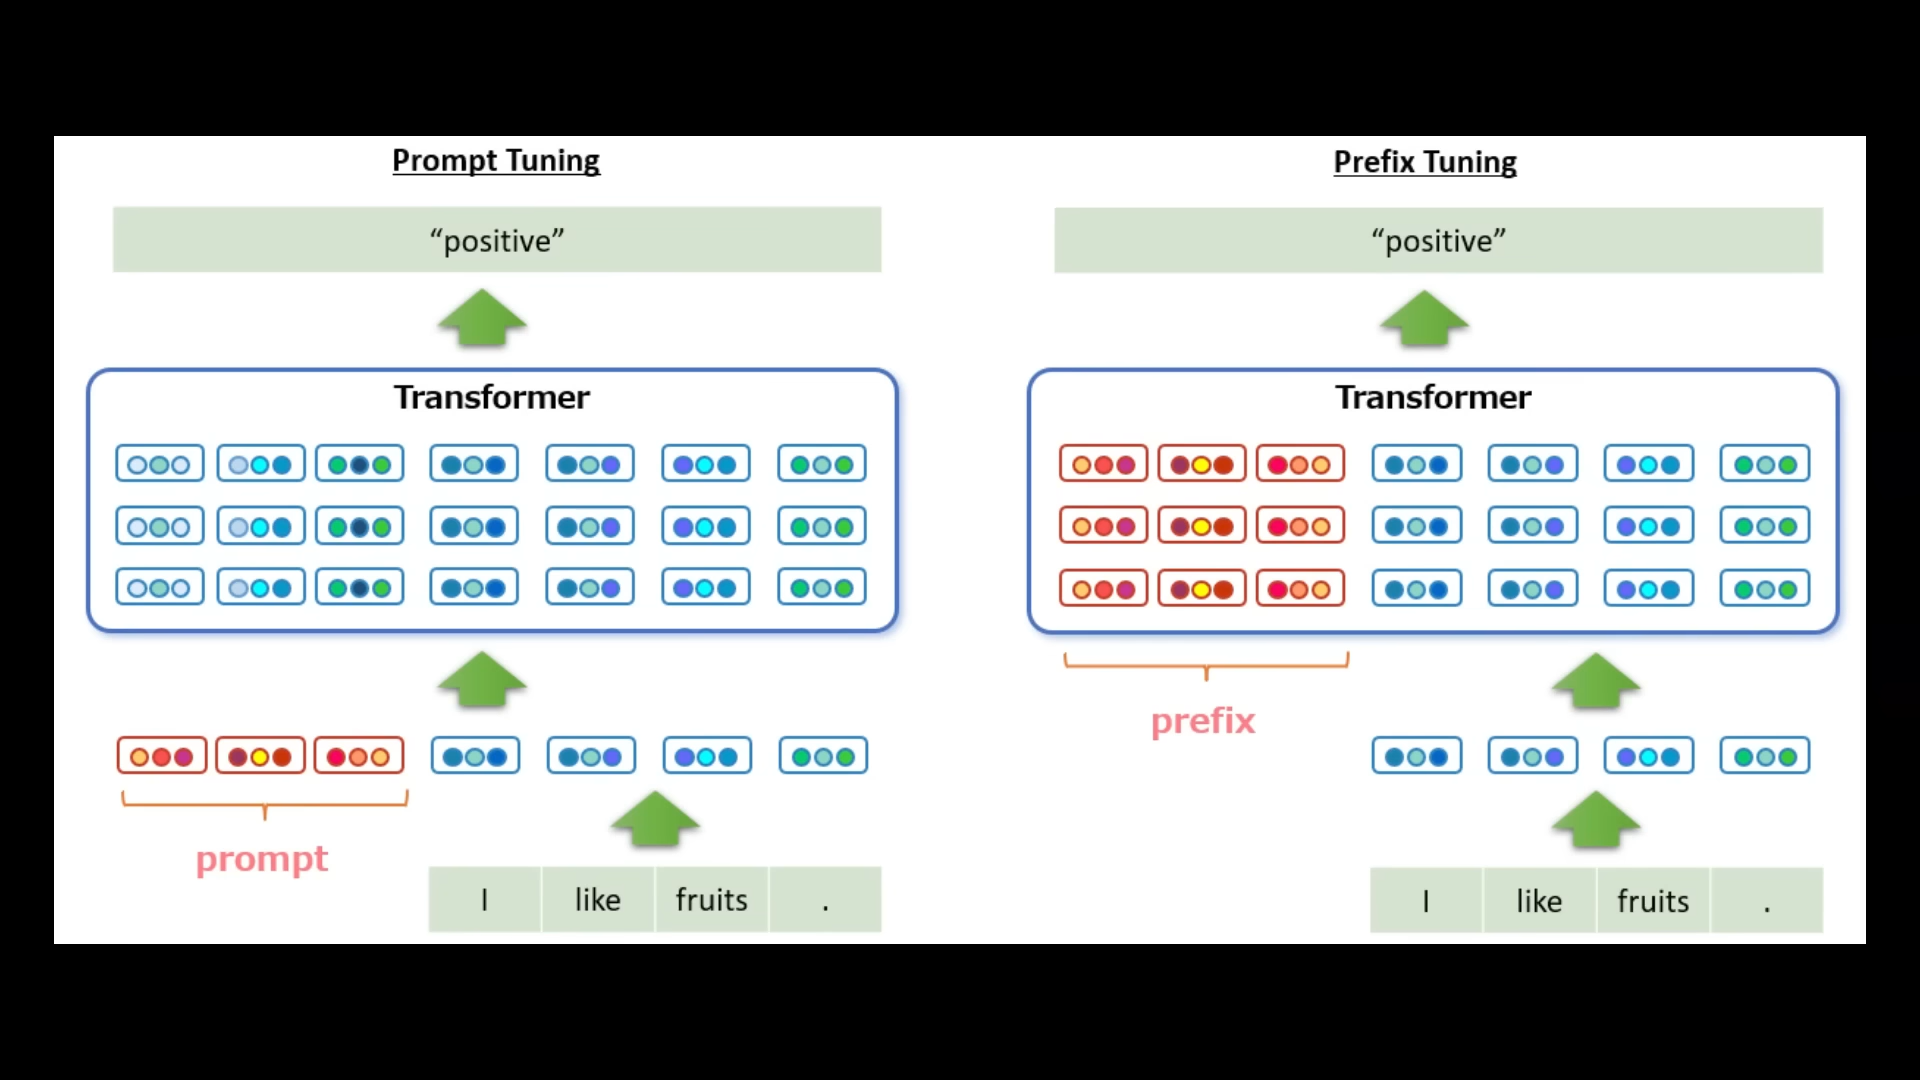 Prompt Tuning
“positive”
Transformer
prompt
I like fruits .
Prefix Tuning
“positive”
Transformer
prefix
I like fruits .